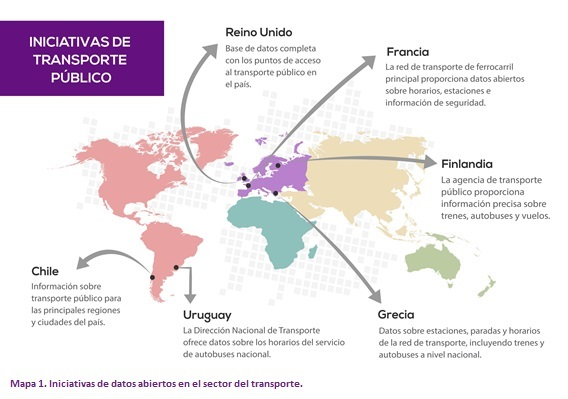 INICIATIVAS DE
TRANSPORTE
PÚBLICO
Reino Unido
Base de datos completa
con los puntos de acceso
al transporte público en
el país.
Francia
La red de transporte de ferrocarril
principal proporciona datos abiertos
sobre horarios, estaciones e
información de seguridad.
Finlandia
La agencia de transporte
público proporciona
información precisa sobre
trenes, autobuses y vuelos.
Chile
Información sobre
transporte público para
las principales regiones
y ciudades del país.
Uruguay
La Dirección Nacional de Transporte
ofrece datos sobre los horarios del servicio
de autobuses nacional.
Grecia
Datos sobre estaciones, paradas y horarios
de la red de transporte, incluyendo trenes y
autobuses a nivel nacional.
Mapa 1. Iniciativas de datos abiertos en el sector del transporte.